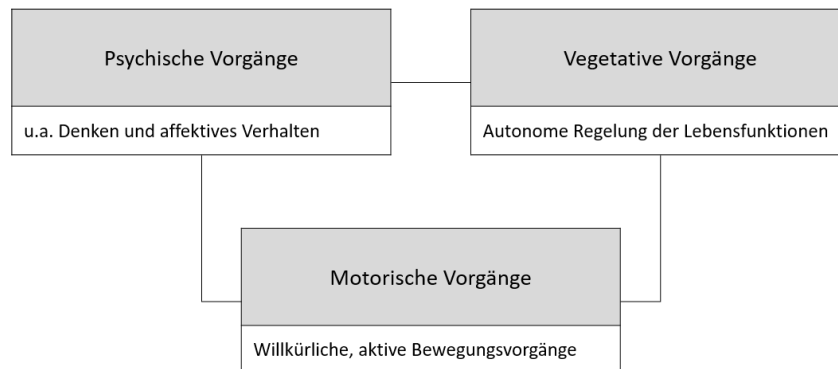 Psychische Vorgänge
u.a. Denken und affektives Verhalten
Vegetative Vorgänge
Autonome Regelung der Lebensfunktionen
Motorische Vorgänge
Willkürliche, aktive Bewegungsvorgänge